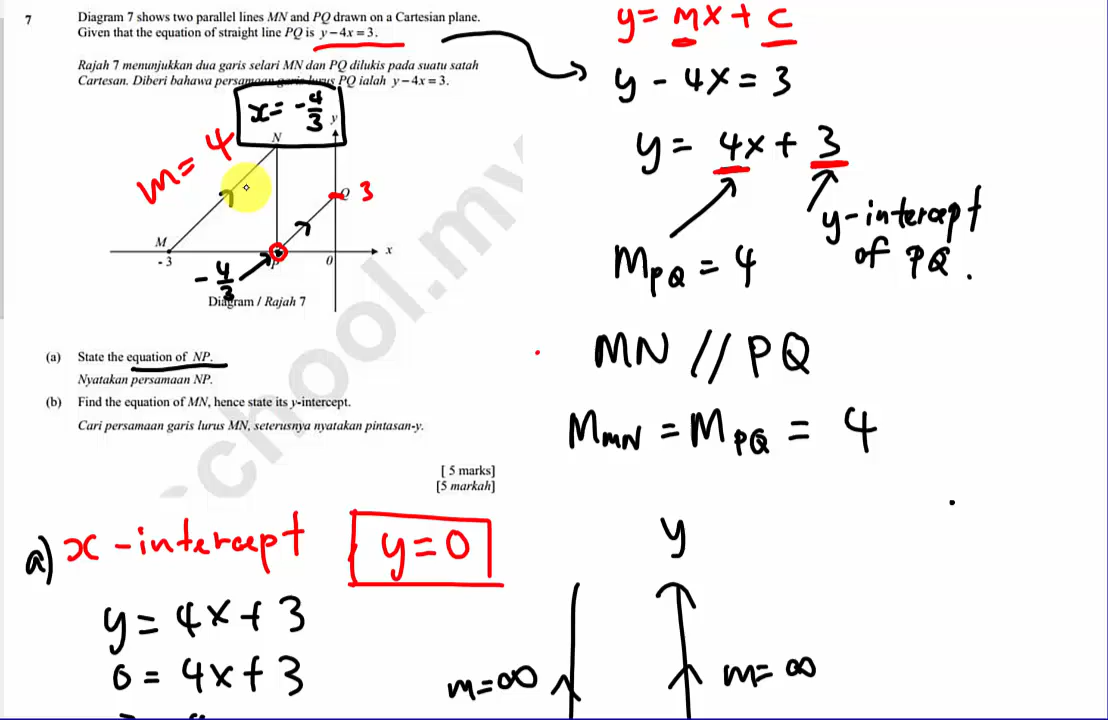 7 Diagram 7 shows two parallel lines MN and PQ drawn on a Cartesian plane.
Given that the equation of straight line PQ is y – 4x = 3.
Rajah 7 menunjukkan dua garis selari MN dan PQ dilukis pada suatu satah
Cartesan. Diberi bahawa persamaan garis lurus PQ ialah y – 4x = 3.
x = -4/3
y
N
m = 4
Q 3
M
-3
P
0
x
-4/3
Diagram / Rajah 7
(a) State the equation of NP.
Nyatakan persamaan NP.
(b) Find the equation of MN, hence state its y-intercept.
Cari persamaan garis lurus MN, seterusnya nyatakan pintasan-y.
[ 5 marks]
[5 markah]
a) x-intercept y=0
y = 4x + 3
0 = 4x + 3
y = mx + c
y - 4x = 3
y = 4x + 3
y-intercept
of PQ.
MPQ = 4
MN // PQ
MMN = MPQ = 4
y
m=∞
m=∞
chool.my